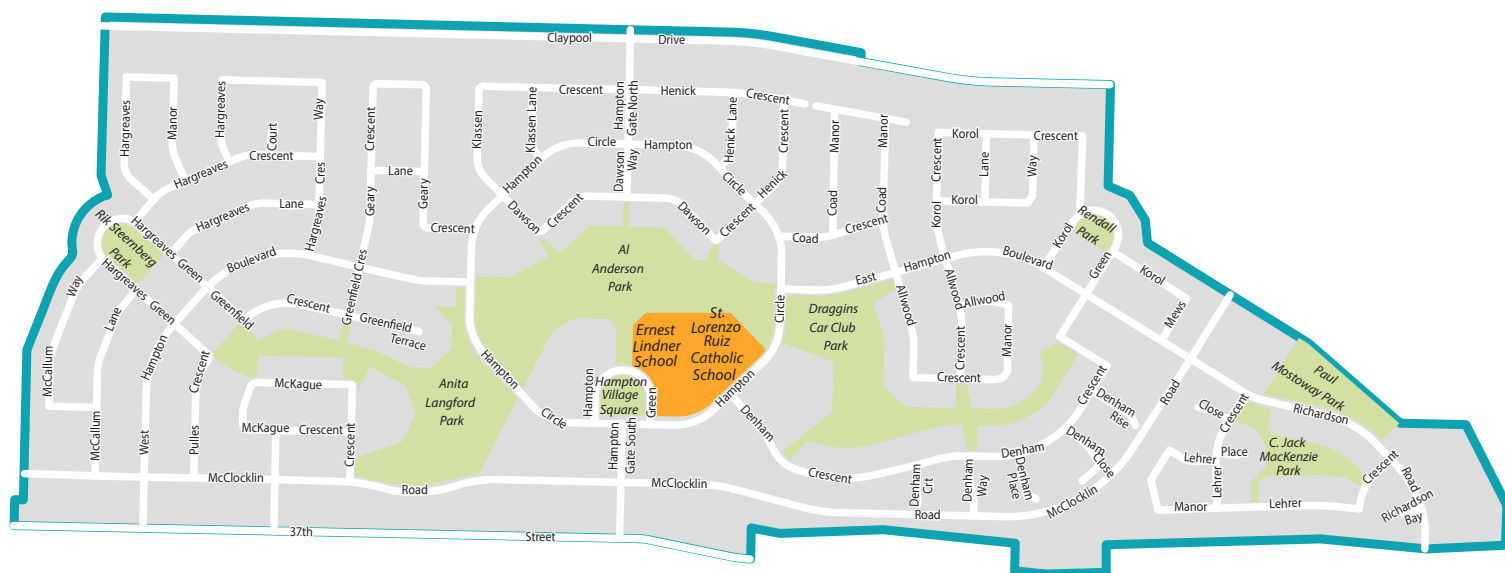 Claypool
Drive
Hargreaves
Manor
Hargreaves
Court
Way
Crescent
Hargreaves
Crescent
Lane
Geary
Geary
Crescent
Klassen
Klassen Lane
Crescent
Hampton
Gate North
Henick
Crescent
Henick Lane
Crescent
Henick
Circle
Hampton
Hampton
Circle
Dawson
Way
Dawson
Crescent
Dawson
Crescent
Manor
Coad
Manor
Coad
Coad
Crescent
Korol
Crescent
Crescent
Lane
Way
Korol
Korol
Korol
Rendall
Park
Green
Korol
Mews
Rik Steernberg
Park
Hargreaves
Green
Hargreaves
Green
Hargreaves
Lane
Hargreaves
Cres
Boulevard
Way
McCallum
Lane
McCallum
Hampton
West
Greenfield
Crescent
Greenfield Cres
Greenfield
Terrace
Crescent
Pulles
McKague
McKague
Crescent
Crescent
Al
Anderson
Park
Anita
Langford
Park
Ernest
Lindner
School
St.
Lorenzo
Ruiz
Catholic
School
Hampton
Village
Square
Hampton
Green
Hampton
Circle
Hampton
Circle
Hampton
Gate South
Draggins
Car Club
Park
East
Hampton
Boulevard
Allwood
Allwood
Allwood
Crescent
Manor
Crescent
Denham
Crescent
Denham
Crescent
Denham
Crt
Denham
Way
Denham
Place
Denham
Close
Denham
Rise
McClocklin
Road
McClocklin
Road
McClocklin
Road
37th
Street
Paul
Mostoway Park
Richardson
Road
Richardson
Bay
Close
Crescent
Lehrer
Place
Lehrer
Manor
Lehrer
Crescent
C. Jack
MacKenzie
Park